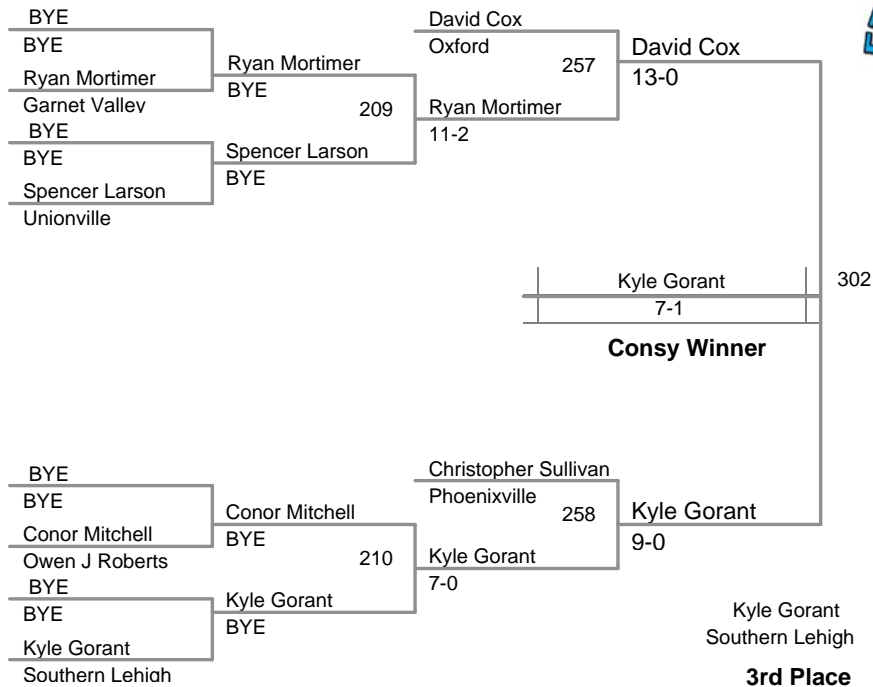 BYE
BYE
Ryan Mortimer
Garnet Valley
BYE
BYE
Spencer Larson
Unionville
Ryan Mortimer
BYE
209
Spencer Larson
BYE
David Cox
Oxford
257
Ryan Mortimer
11-2
David Cox
13-0
Kyle Gorant
7-1
302
Consy Winner
BYE
BYE
Conor Mitchell
Owen J Roberts
BYE
BYE
Kyle Gorant
Southern Lehigh
Conor Mitchell
BYE
210
Kyle Gorant
BYE
Christopher Sullivan
Phoenixville
258
Kyle Gorant
7-0
Kyle Gorant
9-0
Kyle Gorant
Southern Lehigh
3rd Place